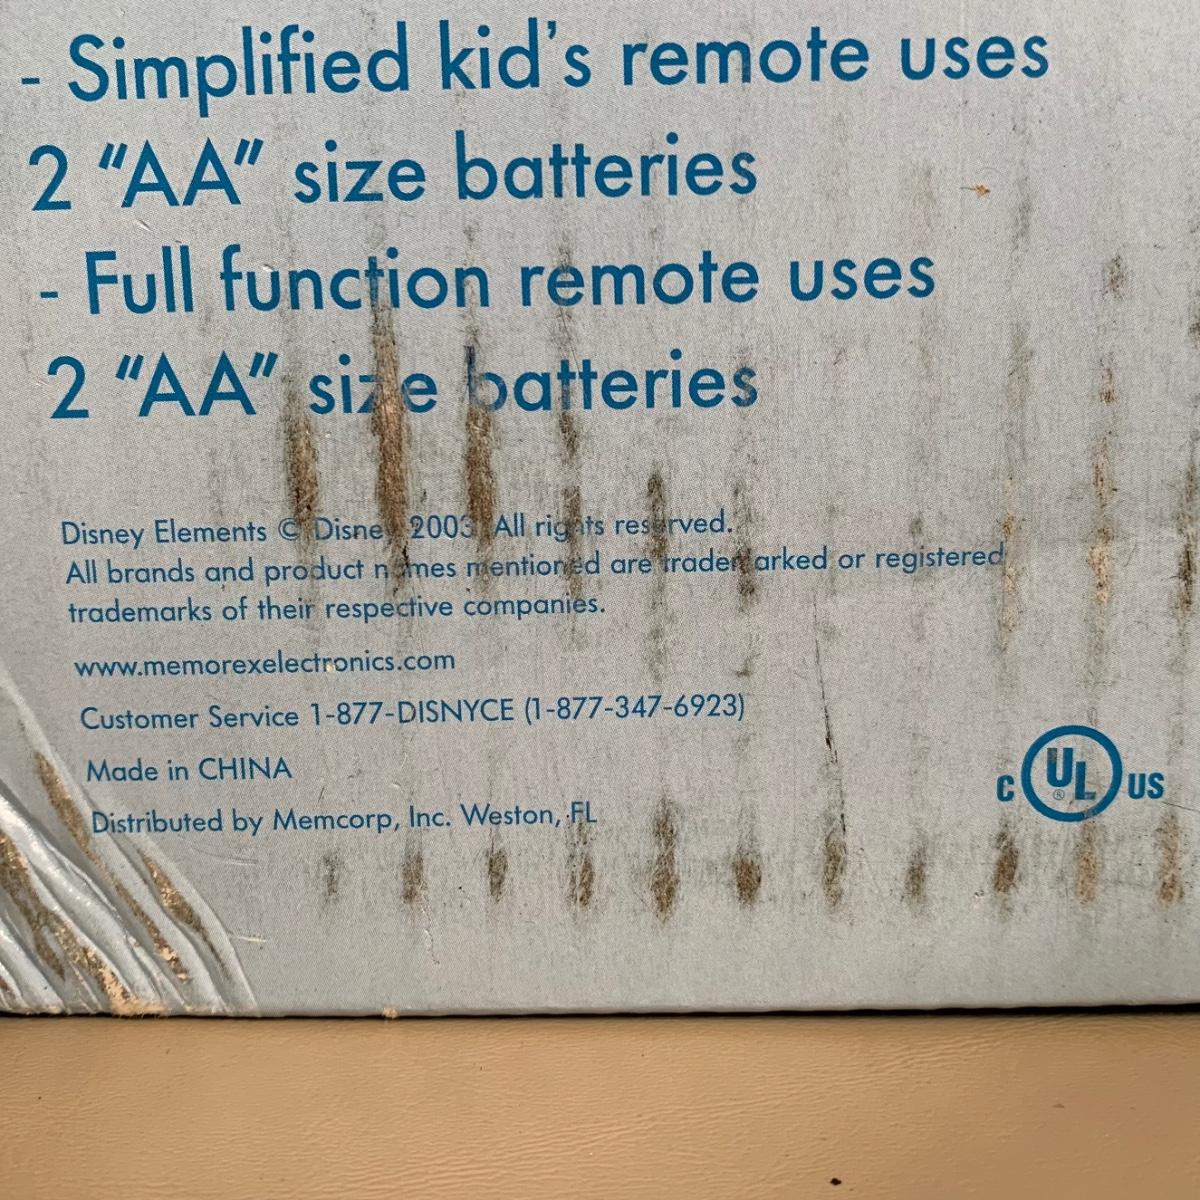 - Simplified kid's remote uses
2 "AA" size batteries
- Full function remote uses
2 "AA" size batteries
Disney Elements © Disney 2003 All rights reserved.
All brands and product names mentioned are trademarked or registered
trademarks of their respective companies.
www.memorexelectronics.com
Customer Service 1-877-DISNYCE (1-877-347-6923)
Made in CHINA
Distributed by Memcorp, Inc. Weston, FL
C UL ® US